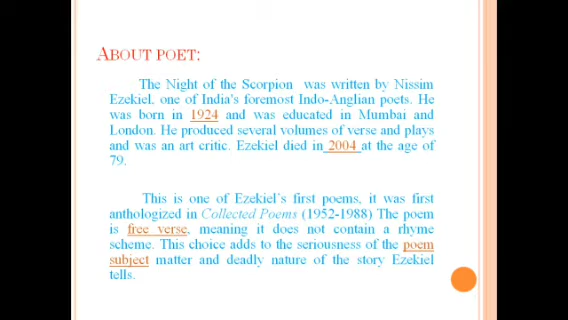 ABOUT POET:
The Night of the Scorpion was written by Nissim
Ezekiel, one of India's foremost Indo-Anglian poets. He
was born in 1924 and was educated in Mumbai and
London. He produced several volumes of verse and plays
and was an art critic. Ezekiel died in 2004 at the age of
79.
This is one of Ezekiel's first poems, it was first
anthologized in Collected Poems (1952-1988) The poem
is free verse, meaning it does not contain a rhyme
scheme. This choice adds to the seriousness of the poem
subject matter and deadly nature of the story Ezekiel
tells.